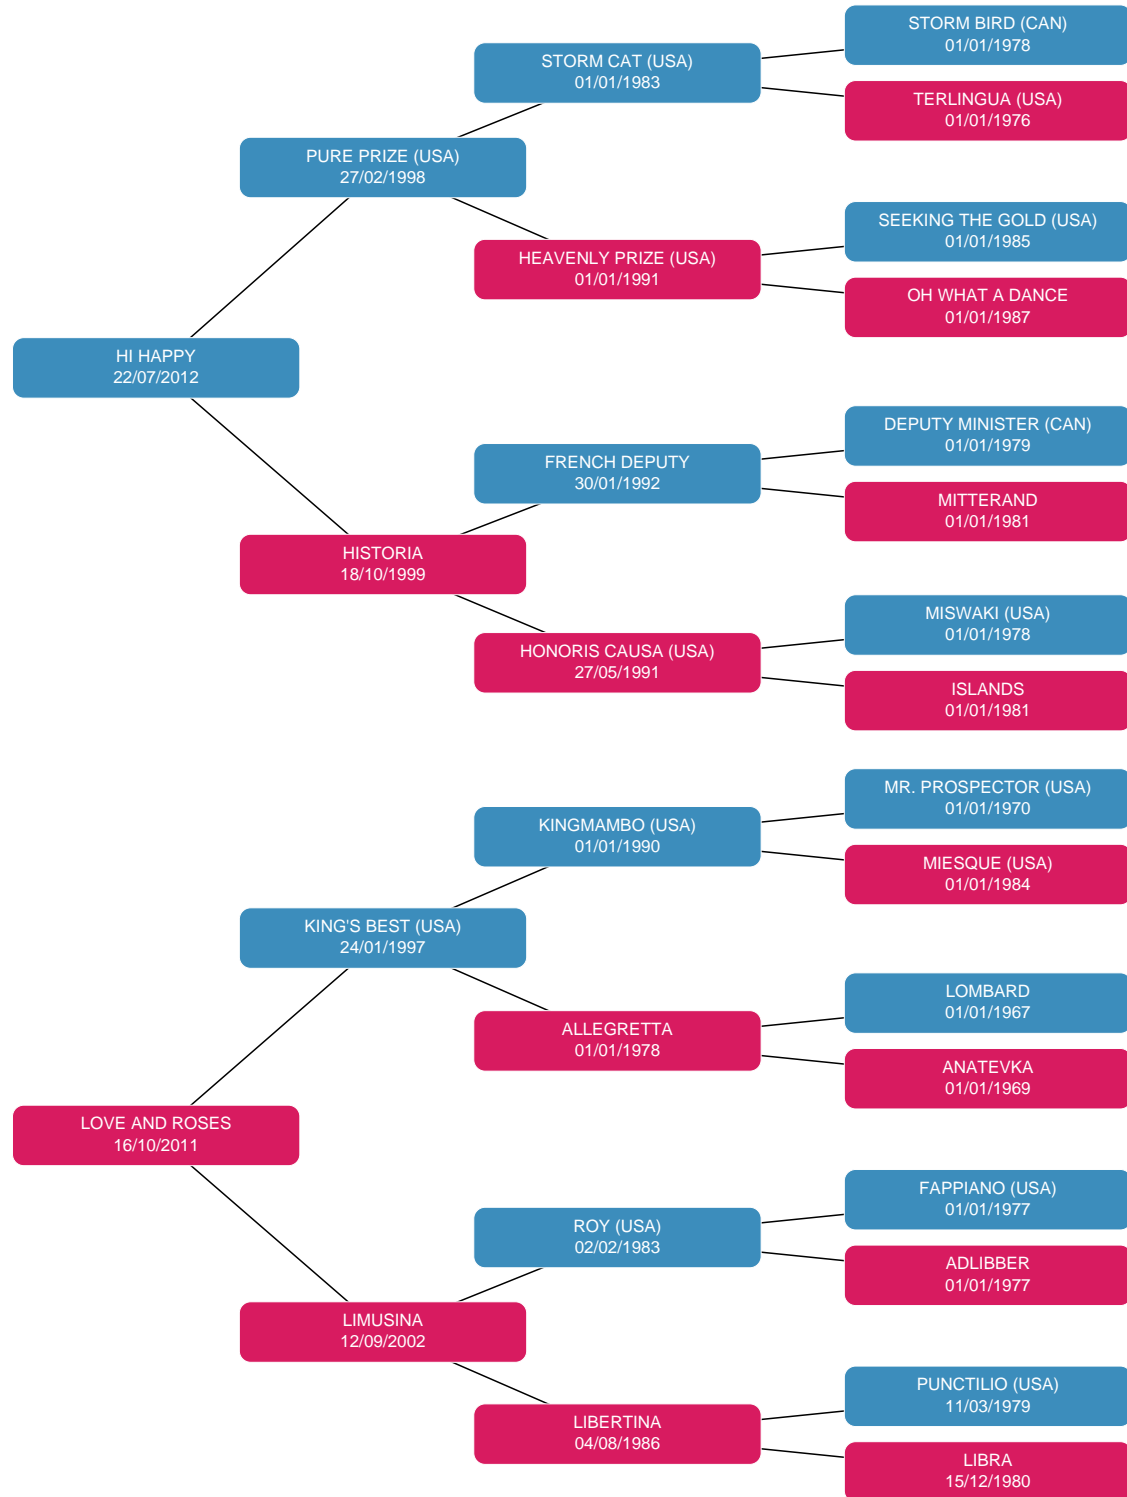 STORM BIRD (CAN)
01/01/1978
STORM CAT (USA)
01/01/1983
TERLINGUA (USA)
01/01/1976
PURE PRIZE (USA)
27/02/1998
SEEKING THE GOLD (USA)
01/01/1985
HEAVENLY PRIZE (USA)
01/01/1991
OH WHAT A DANCE
01/01/1987
HI HAPPY
22/07/2012
DEPUTY MINISTER (CAN)
01/01/1979
FRENCH DEPUTY
30/01/1992
MITTERAND
01/01/1981
HISTORIA
18/10/1999
MISWAKI (USA)
01/01/1978
HONORIS CAUSA (USA)
27/05/1991
ISLANDS
01/01/1981
MR. PROSPECTOR (USA)
01/01/1970
KINGMAMBO (USA)
01/01/1990
MIESQUE (USA)
01/01/1984
KING'S BEST (USA)
24/01/1997
LOMBARD
01/01/1967
ALLEGRETTA
01/01/1978
ANATEVKA
01/01/1969
LOVE AND ROSES
16/10/2011
FAPPIANO (USA)
01/01/1977
ROY (USA)
02/02/1983
ADLIBBER
01/01/1977
LIMUSINA
12/09/2002
PUNCTILIO (USA)
11/03/1979
LIBERTINA
04/08/1986
LIBRA
15/12/1980